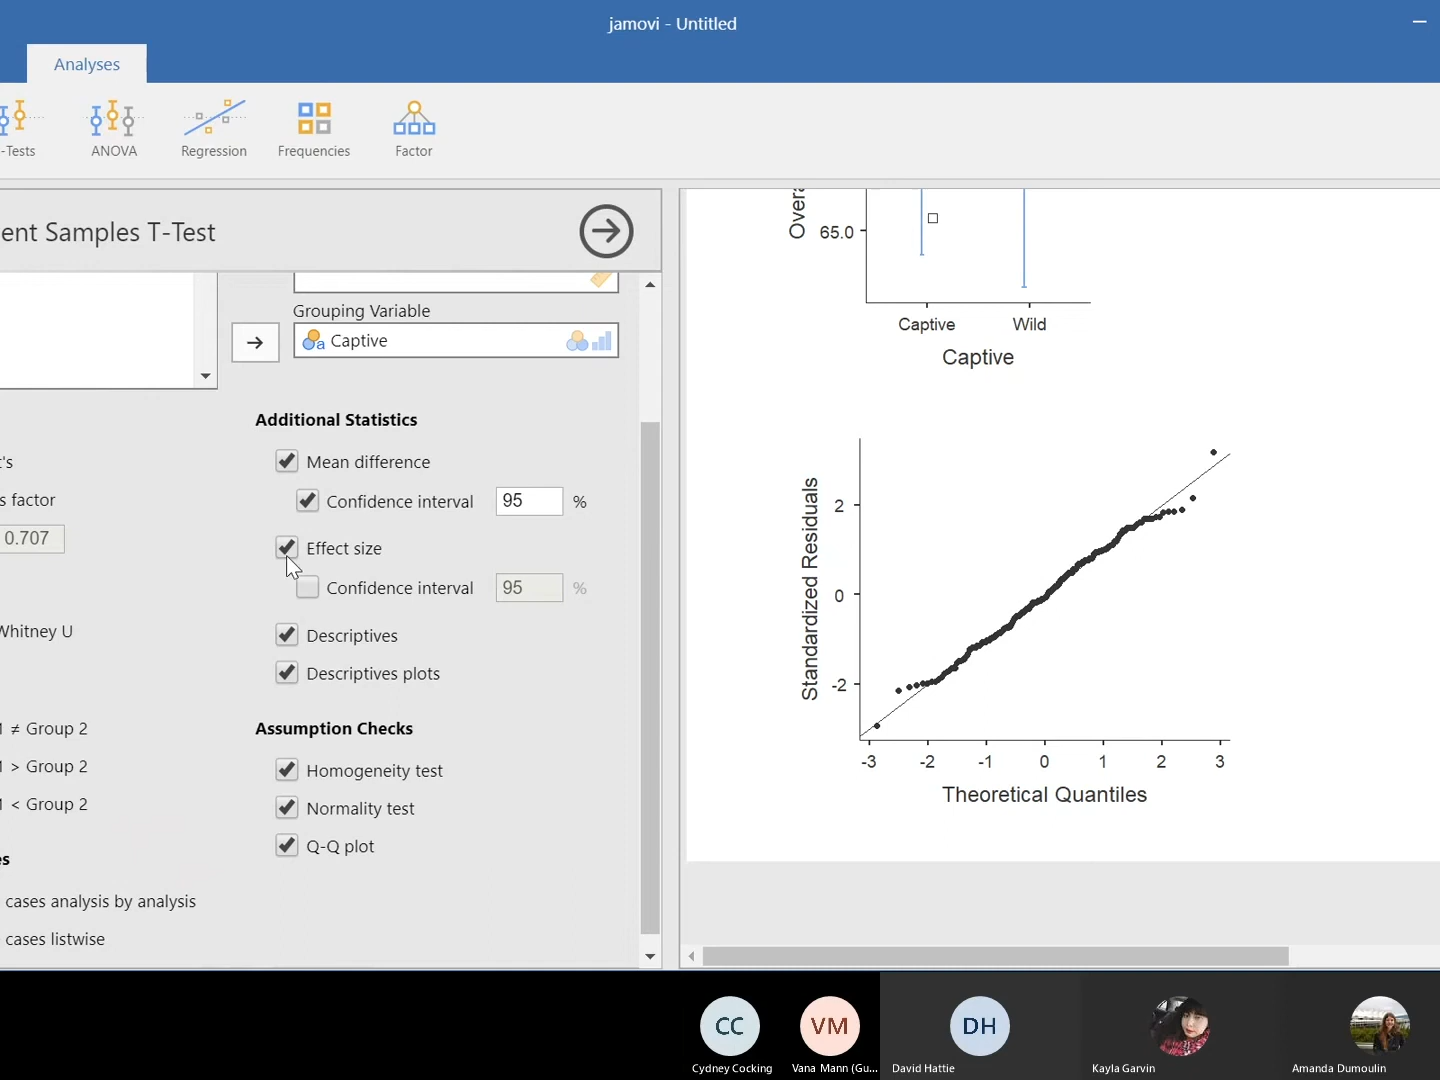 jamovi - Untitled
Analyses
-Tests
ANOVA
Regression
Frequencies
Factor
ent Samples T-Test
Grouping Variable
a Captive
Additional Statistics
Mean difference
Confidence interval 95 %
Effect size
Confidence interval 95 %
Descriptives
Descriptives plots
Assumption Checks
Homogeneity test
Normality test
Q-Q plot
t's
s factor
0.707
Whitney U
≠ Group 2
> Group 2
< Group 2
es
cases analysis by analysis
cases listwise
Overa
65.0
Captive Wild
Captive
Standardized Residuals
2
0
-2
-3 -2 -1 0 1 2 3
Theoretical Quantiles
CC
VM
DH
Cydney Cocking
Vana Mann (Gu...
David Hattie
Kayla Garvin
Amanda Dumoulin